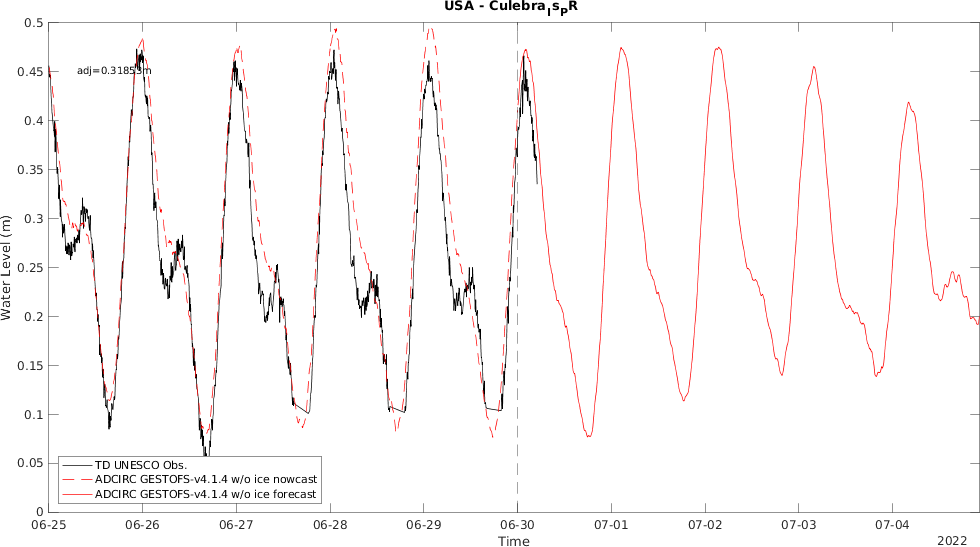 USA - CulebraIsPR
adj=0.31853m
0.5
0.45
0.4
0.35
0.3
0.25
0.2
0.15
0.1
0.05
0
Water Level (m)
TD UNESCO Obs.
ADCIRC GESTOFS-v4.1.4 w/o ice nowcast
ADCIRC GESTOFS-v4.1.4 w/o ice forecast
06-25 06-26 06-27 06-28 06-29 06-30 07-01 07-02 07-03 07-04
Time
2022